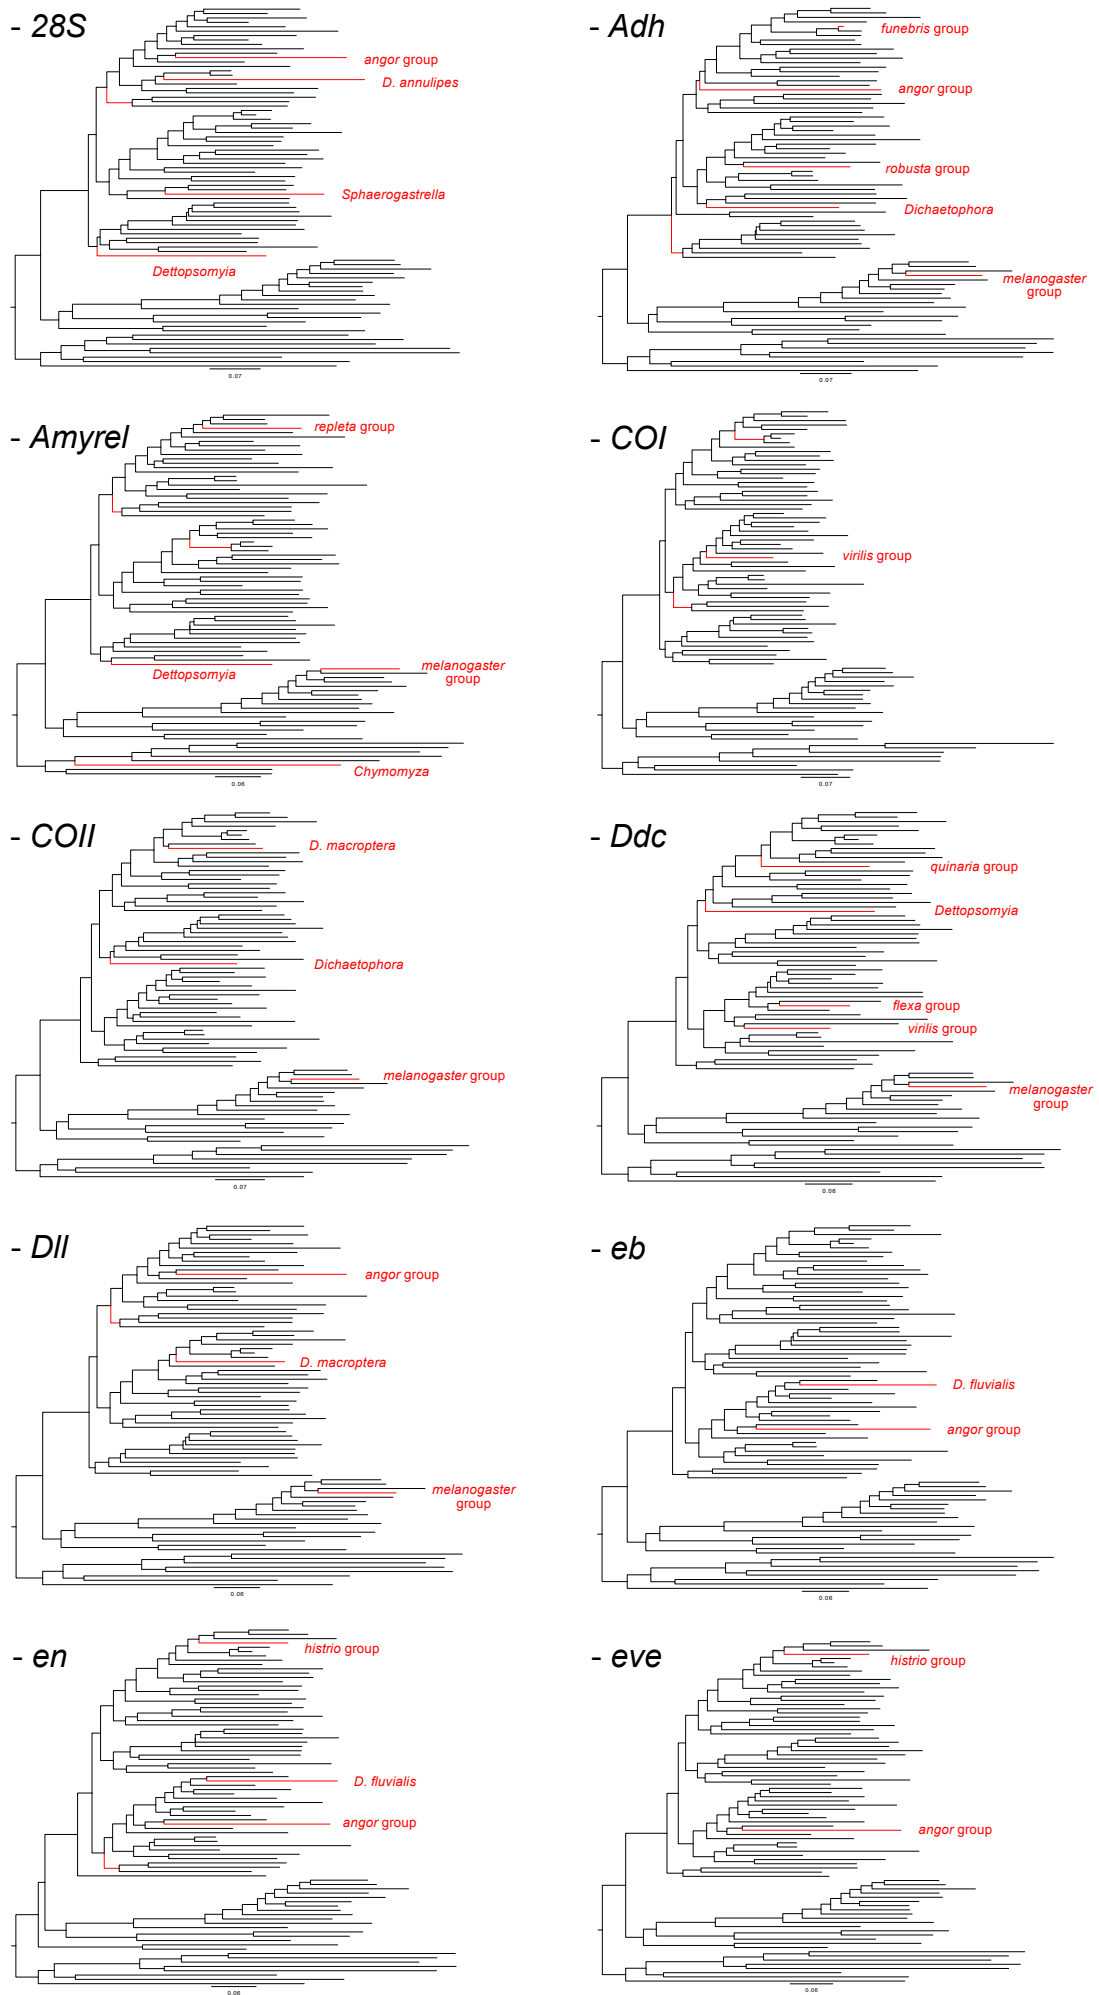 - 28S
angor group
D. annulipes
Sphaerogastrella
Dettopsomyia
0.07
- Adh
funebris group
angor group
robusta group
Dichaetophora
melanogaster
group
0.07
- Amyrel
repleta group
Dettopsomyia
melanogaster
group
Chymomyza
0.08
- COI
virilis group
0.07
- COII
D. macroptera
Dichaetophora
melanogaster group
0.07
- Ddc
quinaria group
Dettopsomyia
flexa group
virilis group
melanogaster
group
0.06
- Dll
angor group
D. macroptera
melanogaster
group
0.06
- eb
D. fluvialis
angor group
0.06
- en
histrio group
D. fluvialis
angor group
0.06
- eve
histrio group
angor group
0.06